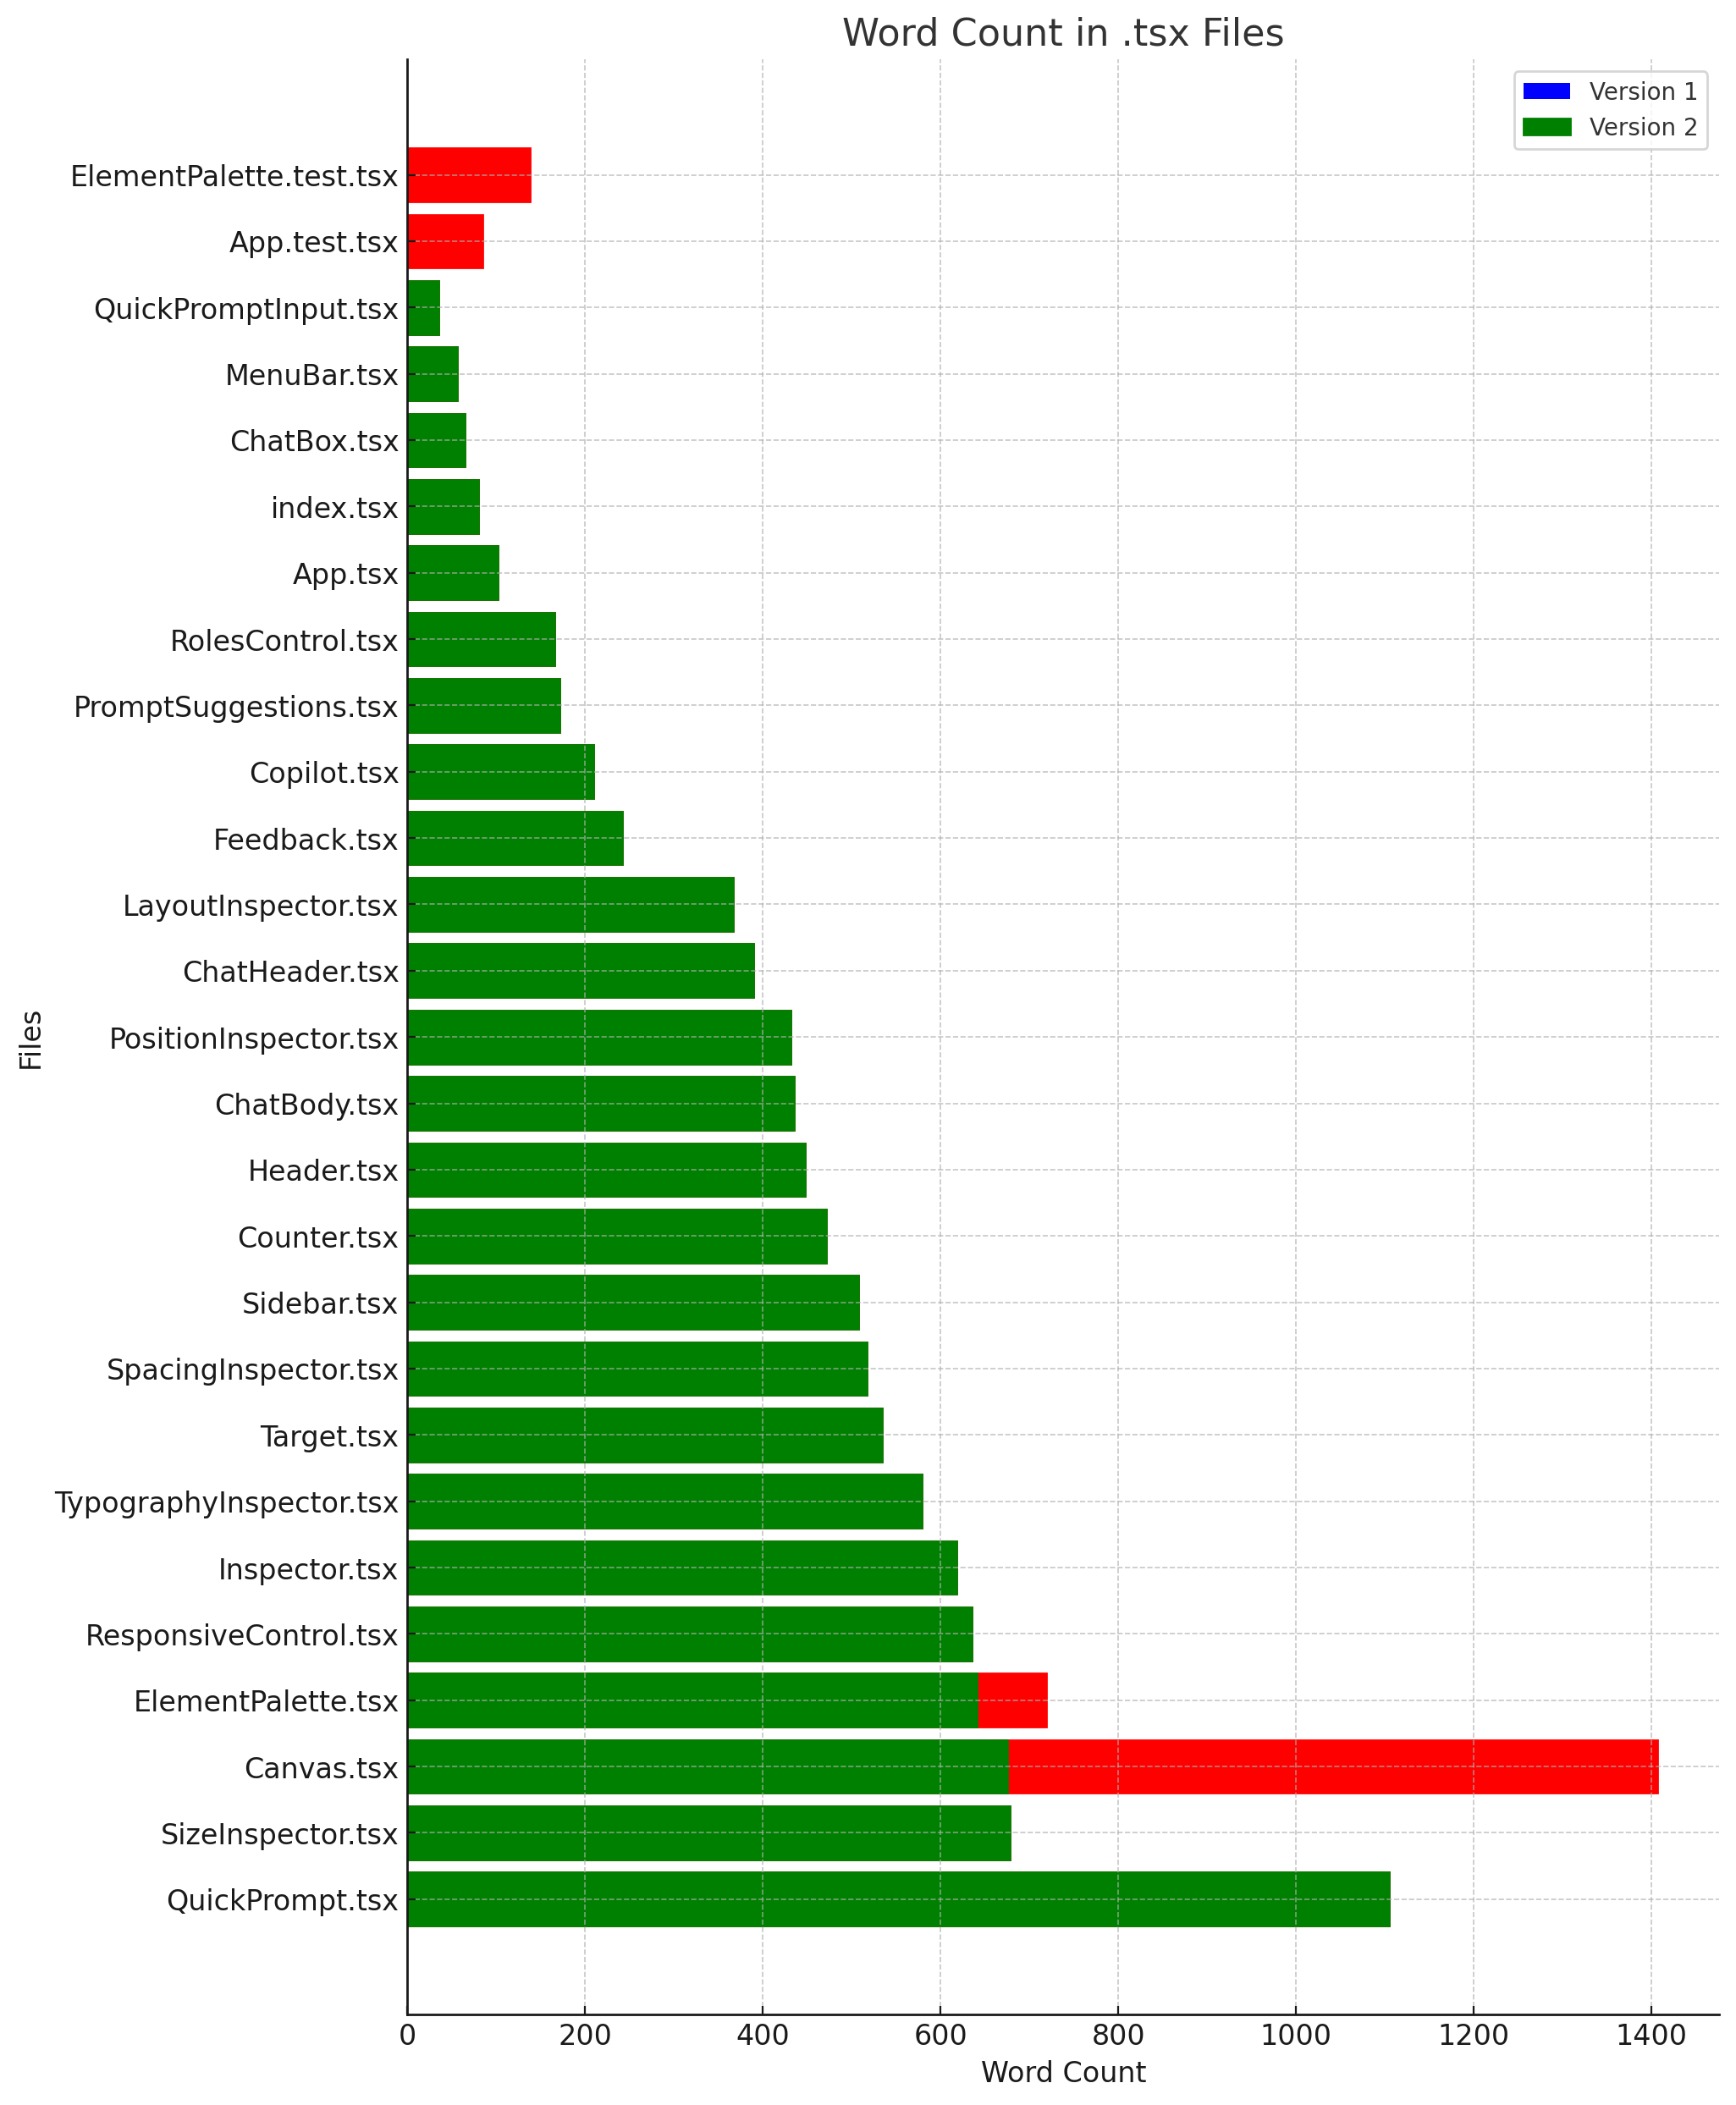 Word Count in .tsx Files
Version 1
Version 2
ElementPalette.test.tsx
App.test.tsx
QuickPromptInput.tsx
MenuBar.tsx
ChatBox.tsx
index.tsx
App.tsx
RolesControl.tsx
PromptSuggestions.tsx
Copilot.tsx
Feedback.tsx
LayoutInspector.tsx
ChatHeader.tsx
PositionInspector.tsx
ChatBody.tsx
Header.tsx
Counter.tsx
Sidebar.tsx
SpacingInspector.tsx
Target.tsx
TypographyInspector.tsx
Inspector.tsx
ResponsiveControl.tsx
ElementPalette.tsx
Canvas.tsx
SizeInspector.tsx
QuickPrompt.tsx
Files
0 200 400 600 800 1000 1200 1400
Word Count